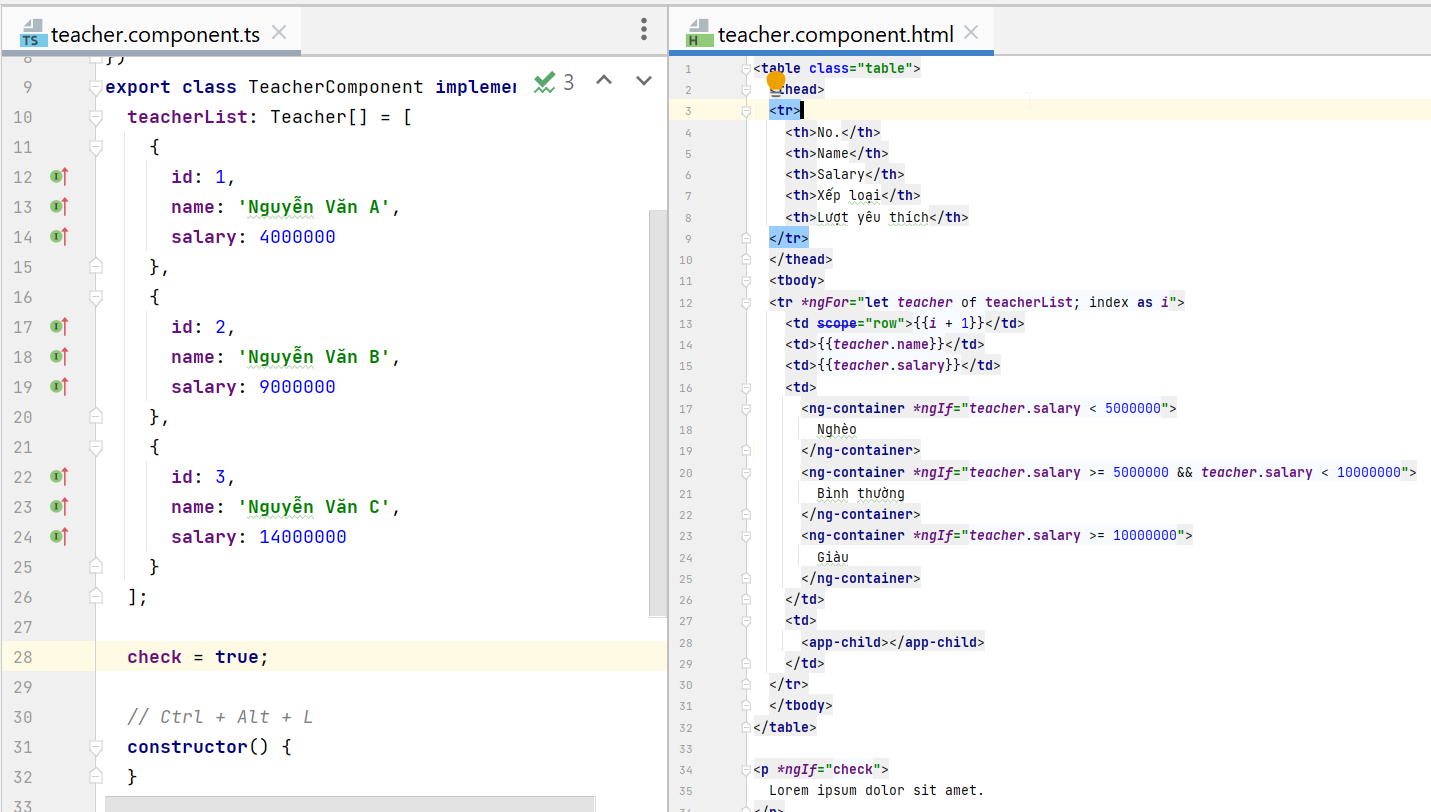 TS teacher.component.ts
8 })
9 export class TeacherComponent implemen
3
10 teacherList: Teacher[] = [
11 {
12 id: 1,
13 name: 'Nguyễn Văn A',
14 salary: 4000000
15 },
16 {
17 id: 2,
18 name: 'Nguyễn Văn B',
19 salary: 9000000
20 },
21 {
22 id: 3,
23 name: 'Nguyễn Văn C',
24 salary: 14000000
25 }
26 ];
27
28 check = true;
29
30 // Ctrl + Alt + L
31 constructor() {
32 }
33
H teacher.component.html
1 <table class="table">
2 <thead>
3 <tr>
4 <th>No.</th>
5 <th>Name</th>
6 <th>Salary</th>
7 <th>Xếp loại</th>
8 <th>Lượt yêu thích</th>
9 </tr>
10 </thead>
11 <tbody>
12 <tr *ngFor="let teacher of teacherList; index as i">
13 <td scope="row">{{i + 1}}</td>
14 <td>{{teacher.name}}</td>
15 <td>{{teacher.salary}}</td>
16 <td>
17 <ng-container *ngIf="teacher.salary < 5000000">
18 Nghèo
19 </ng-container>
20 <ng-container *ngIf="teacher.salary >= 5000000 && teacher.salary < 10000000">
21 Bình thường
22 </ng-container>
23 <ng-container *ngIf="teacher.salary >= 10000000">
24 Giàu
25 </ng-container>
26 </td>
27 <td>
28 <app-child></app-child>
29 </td>
30 </tr>
31 </tbody>
32 </table>
33
34 <p *ngIf="check">
35 Lorem ipsum dolor sit amet.
36 </p>